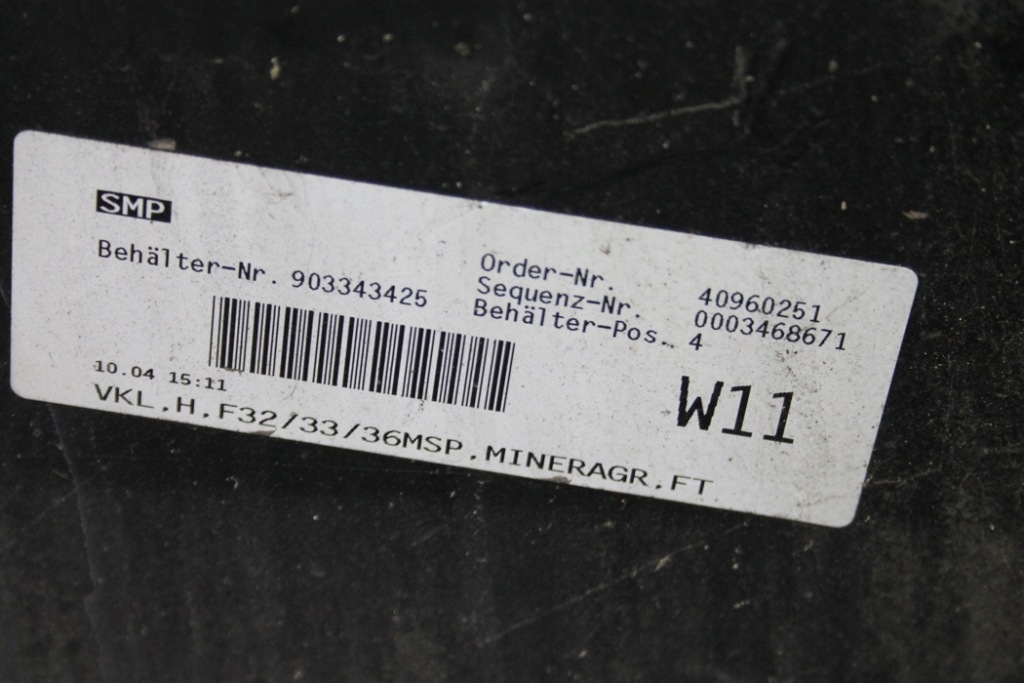 SMP
Behälter-Nr. 903343425
Order-Nr. 40960251
Sequenz-Nr. 0003468671
Behälter-Pos. 4
10.04 15:11
W11
VKL.H.F32/33/36MSP.MINERAGR.FT